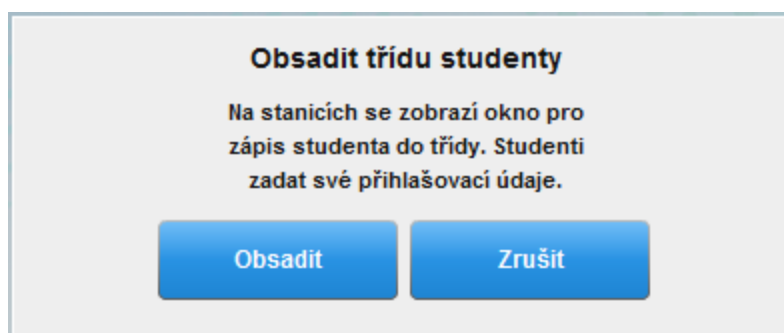 Obsadit třídu studenty
Na stanicích se zobrazí okno pro
zápis studenta do třídy. Studenti
zadat své přihlašovací údaje.
Obsadit
Zrušit